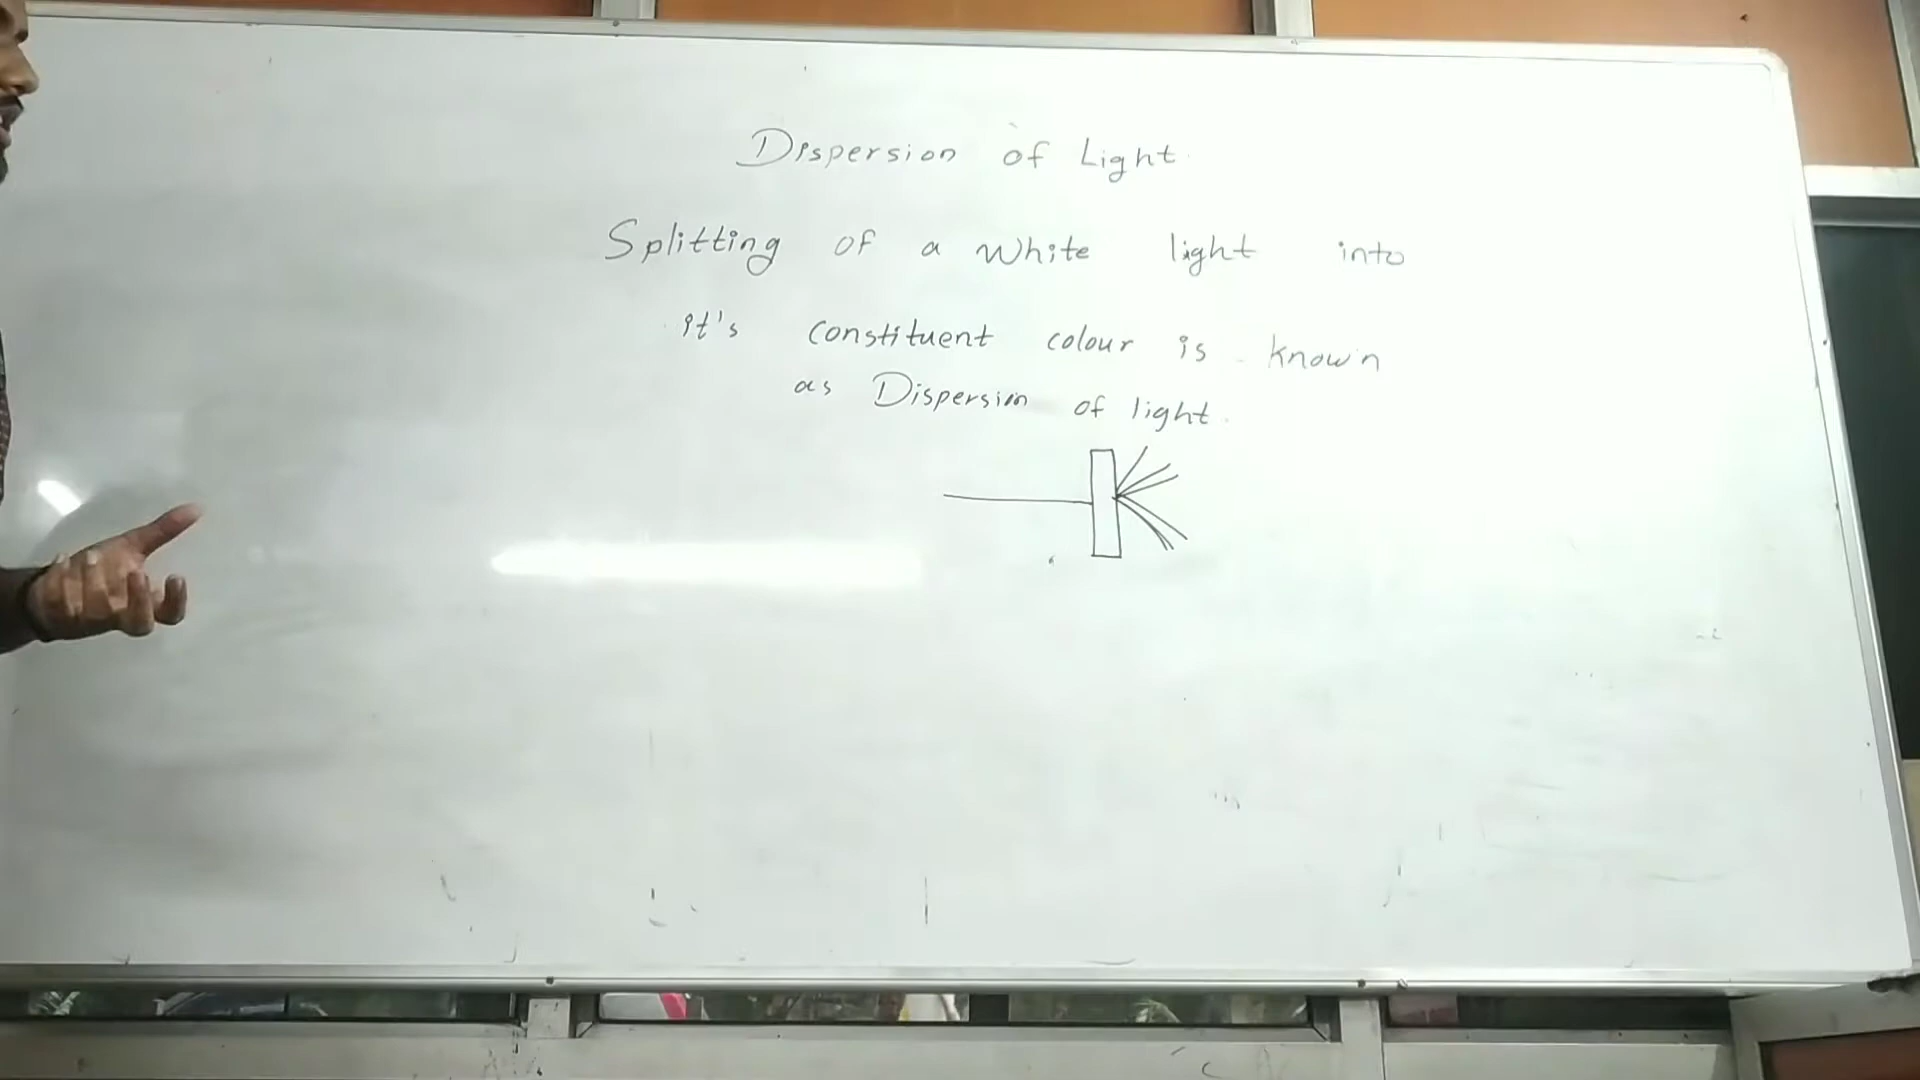 Dispersion of Light
Splitting of a White light into
it's constituent colour is known
as Dispersion of light.